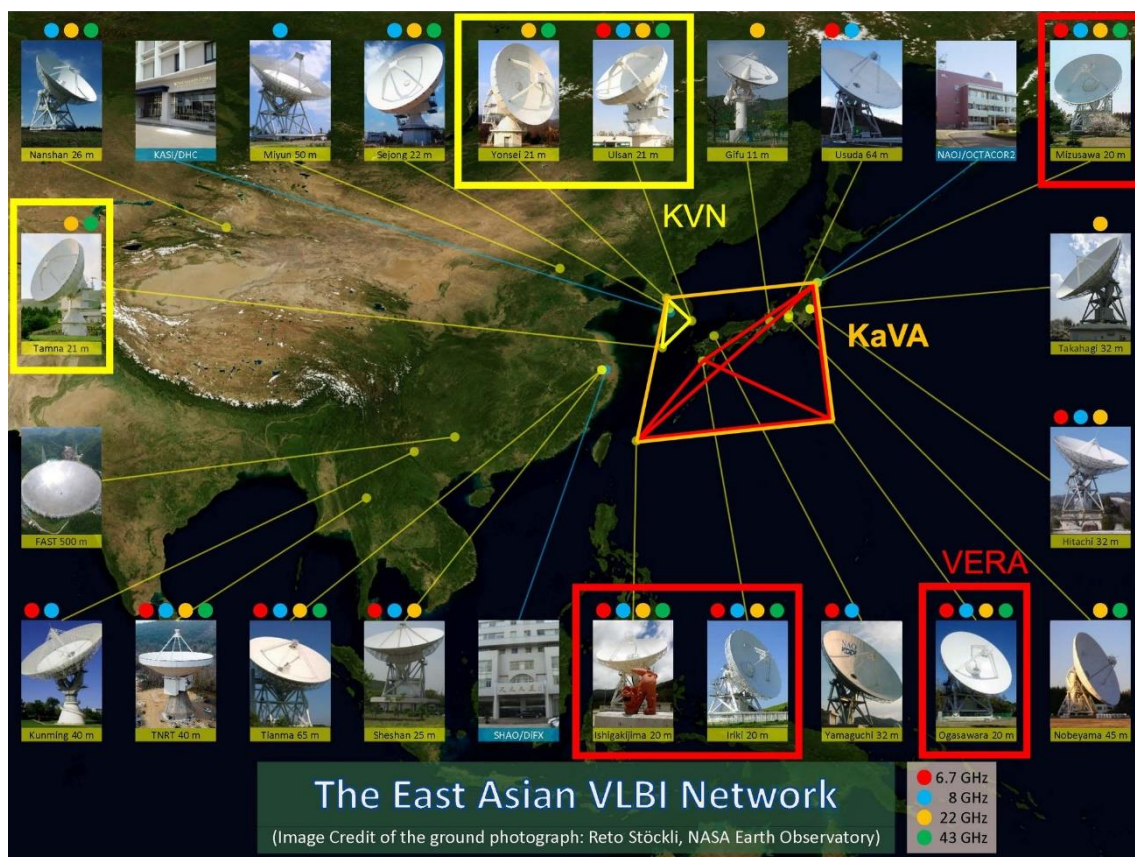 Nanshan 26 m
KASI/DHC
Miyun 50 m
Sejong 22 m
Yonsei 21 m
Ulsan 21 m
Gifu 11 m
Usuda 64 m
NAOJ/OCTACOR2
Mizusawa 20 m
KVN
Tamna 21 m
Takahagi 32 m
KaVA
FAST 500 m
Hitachi 32 m
VERA
Kunming 40 m
TNRT 40 m
Tianma 65 m
Sheshan 25 m
SHAO/DiFX
Ishigakijima 20 m
Iriki 20 m
Yamaguchi 32 m
Ogasawara 20 m
Nobeyama 45 m
The East Asian VLBI Network
(Image Credit of the ground photograph: Reto Stöckli, NASA Earth Observatory)
6.7 GHz
8 GHz
22 GHz
43 GHz